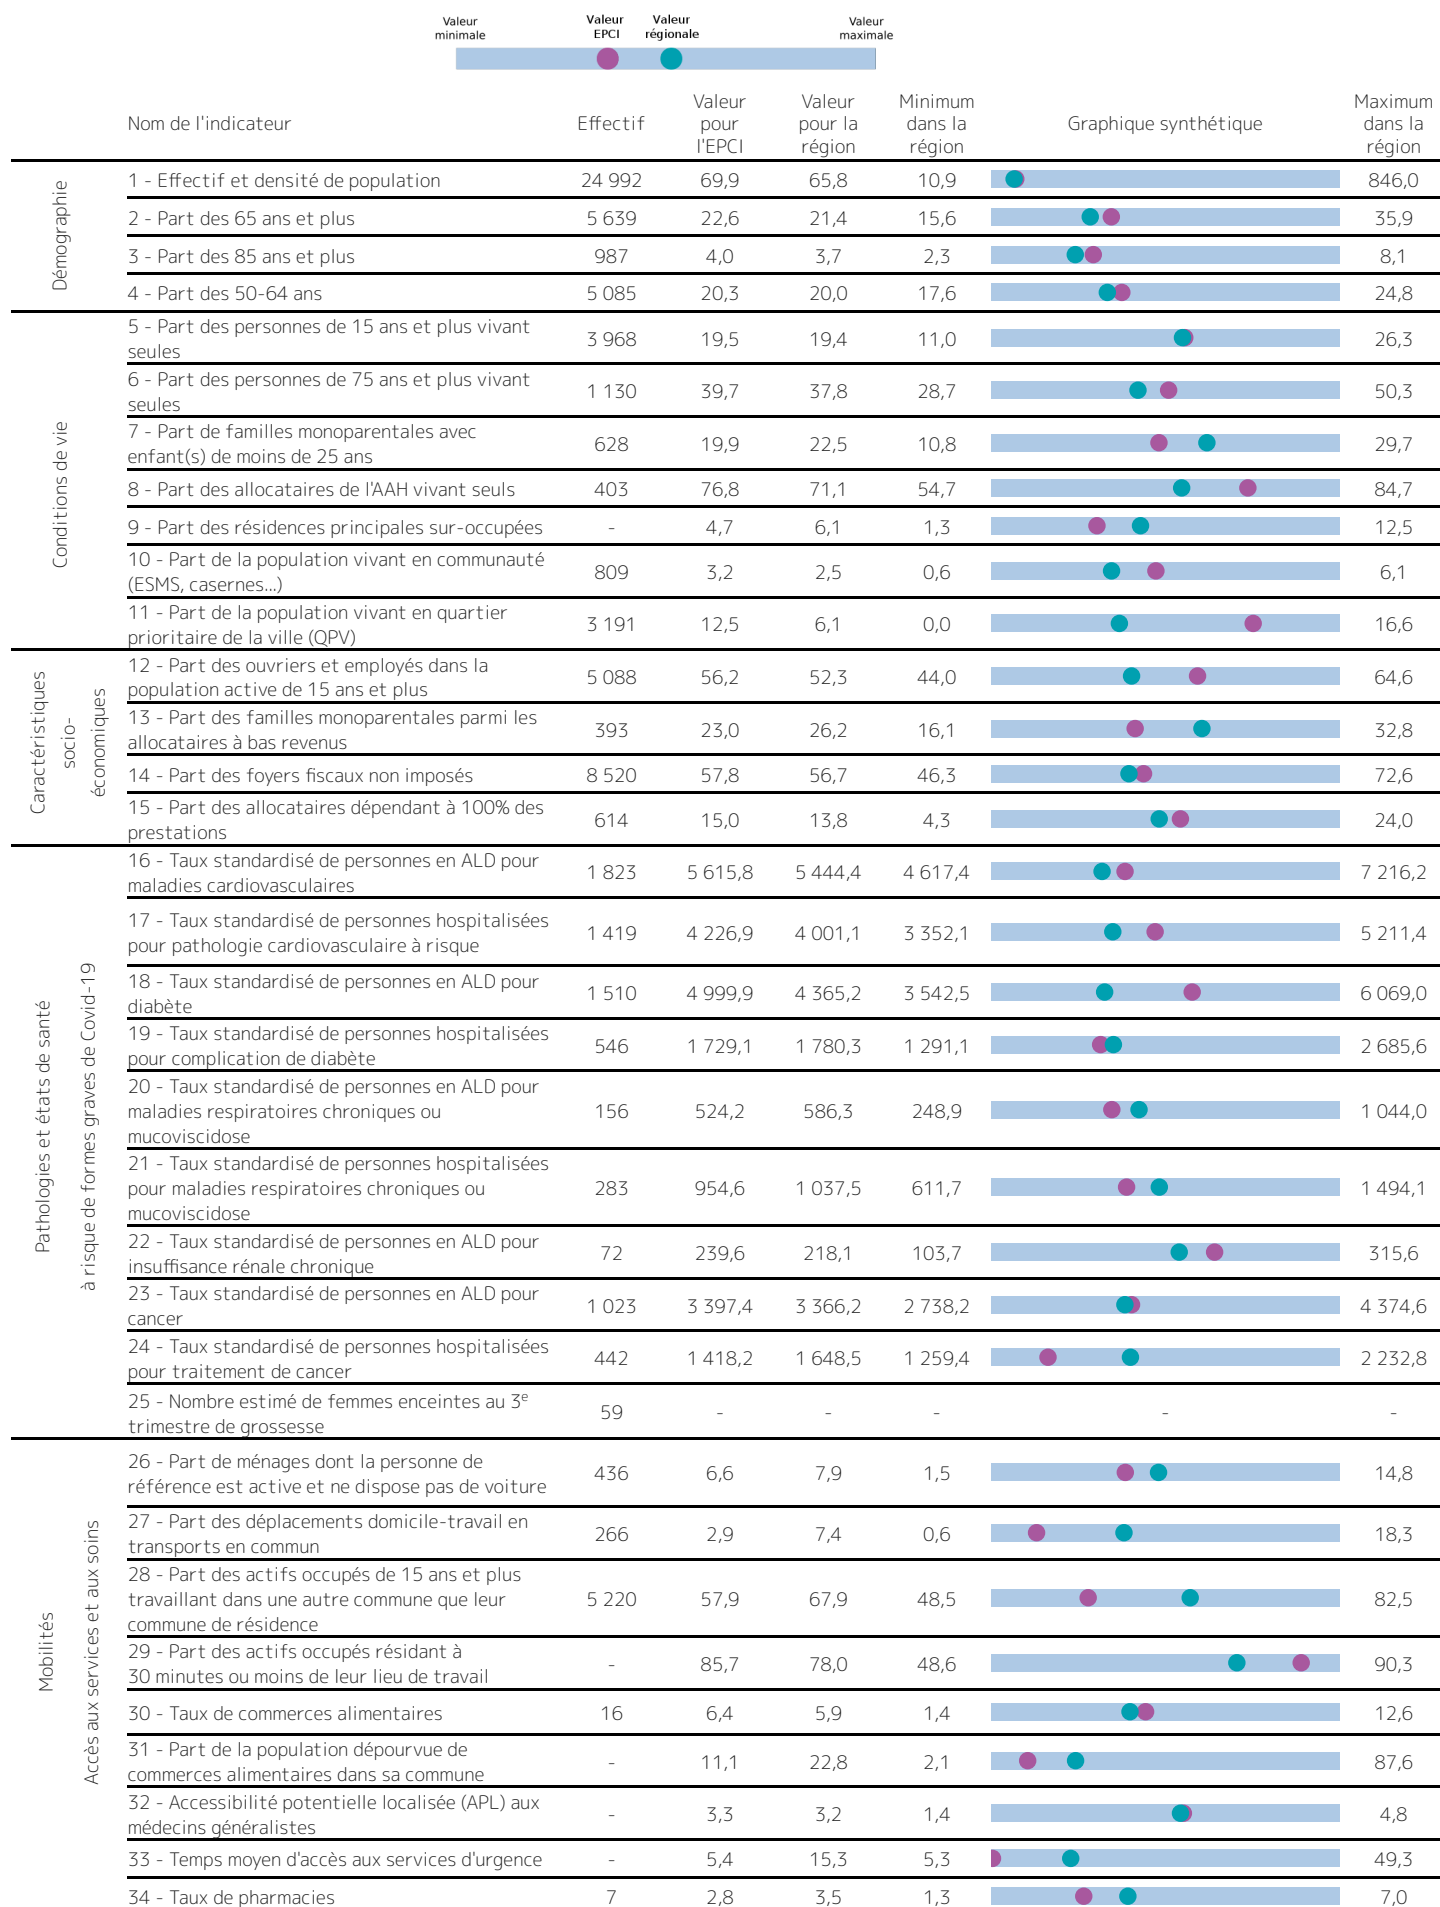 Valeur minimale
Valeur EPCI
Valeur régionale
Valeur maximale
Nom de l'indicateur Effectif Valeur pour l'EPCI Valeur pour la région Minimum dans la région Graphique synthétique Maximum dans la région
Démographie
1 - Effectif et densité de population 24 992 69,9 65,8 10,9 846,0
2 - Part des 65 ans et plus 5 639 22,6 21,4 15,6 35,9
3 - Part des 85 ans et plus 987 4,0 3,7 2,3 8,1
4 - Part des 50-64 ans 5 085 20,3 20,0 17,6 24,8
Conditions de vie
5 - Part des personnes de 15 ans et plus vivant
seules 3 968 19,5 19,4 11,0 26,3
6 - Part des personnes de 75 ans et plus vivant
seules 1 130 39,7 37,8 28,7 50,3
7 - Part de familles monoparentales avec
enfant(s) de moins de 25 ans 628 19,9 22,5 10,8 29,7
8 - Part des allocataires de l'AAH vivant seuls 403 76,8 71,1 54,7 84,7
9 - Part des résidences principales sur-occupées - 4,7 6,1 1,3 12,5
10 - Part de la population vivant en communauté
(ESMS, casernes...) 809 3,2 2,5 0,6 6,1
11 - Part de la population vivant en quartier
prioritaire de la ville (QPV) 3 191 12,5 6,1 0,0 16,6
Caractéristiques
socio-
économiques
12 - Part des ouvriers et employés dans la
population active de 15 ans et plus 5 088 56,2 52,3 44,0 64,6
13 - Part des familles monoparentales parmi les
allocataires à bas revenus 393 23,0 26,2 16,1 32,8
14 - Part des foyers fiscaux non imposés 8 520 57,8 56,7 46,3 72,6
15 - Part des allocataires dépendant à 100% des
prestations 614 15,0 13,8 4,3 24,0
Pathologies et états de santé
à risque de formes graves de Covid-19
16 - Taux standardisé de personnes en ALD pour
maladies cardiovasculaires 1 823 5 615,8 5 444,4 4 617,4 7 216,2
17 - Taux standardisé de personnes hospitalisées
pour pathologie cardiovasculaire à risque 1 419 4 226,9 4 001,1 3 352,1 5 211,4
18 - Taux standardisé de personnes en ALD pour
diabète 1 510 4 999,9 4 365,2 3 542,5 6 069,0
19 - Taux standardisé de personnes hospitalisées
pour complication de diabète 546 1 729,1 1 780,3 1 291,1 2 685,6
20 - Taux standardisé de personnes en ALD pour
maladies respiratoires chroniques ou
mucoviscidose 156 524,2 586,3 248,9 1 044,0
21 - Taux standardisé de personnes hospitalisées
pour maladies respiratoires chroniques ou
mucoviscidose 283 954,6 1 037,5 611,7 1 494,1
22 - Taux standardisé de personnes en ALD pour
insuffisance rénale chronique 72 239,6 218,1 103,7 315,6
23 - Taux standardisé de personnes en ALD pour
cancer 1 023 3 397,4 3 366,2 2 738,2 4 374,6
24 - Taux standardisé de personnes hospitalisées
pour traitement de cancer 442 1 418,2 1 648,5 1 259,4 2 232,8
25 - Nombre estimé de femmes enceintes au 3e
trimestre de grossesse 59 - - - - -
Mobilités
Accès aux services et aux soins
26 - Part de ménages dont la personne de
référence est active et ne dispose pas de voiture 436 6,6 7,9 1,5 14,8
27 - Part des déplacements domicile-travail en
transports en commun 266 2,9 7,4 0,6 18,3
28 - Part des actifs occupés de 15 ans et plus
travaillant dans une autre commune que leur
commune de résidence 5 220 57,9 67,9 48,5 82,5
29 - Part des actifs occupés résidant à
30 minutes ou moins de leur lieu de travail - 85,7 78,0 48,6 90,3
30 - Taux de commerces alimentaires 16 6,4 5,9 1,4 12,6
31 - Part de la population dépourvue de
commerces alimentaires dans sa commune - 11,1 22,8 2,1 87,6
32 - Accessibilité potentielle localisée (APL) aux
médecins généralistes - 3,3 3,2 1,4 4,8
33 - Temps moyen d'accès aux services d'urgence - 5,4 15,3 5,3 49,3
34 - Taux de pharmacies 7 2,8 3,5 1,3 7,0